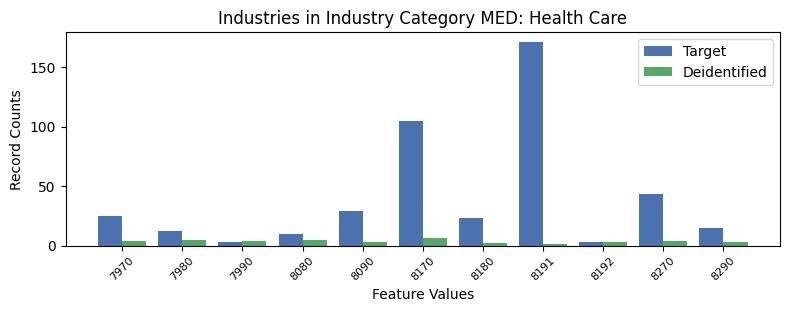 Industries in Industry Category MED: Health Care
Target
Deidentified
Record Counts
150
100
50
0
7970 7980 7990 8080 8090 8170 8180 8191 8192 8270 8290
Feature Values